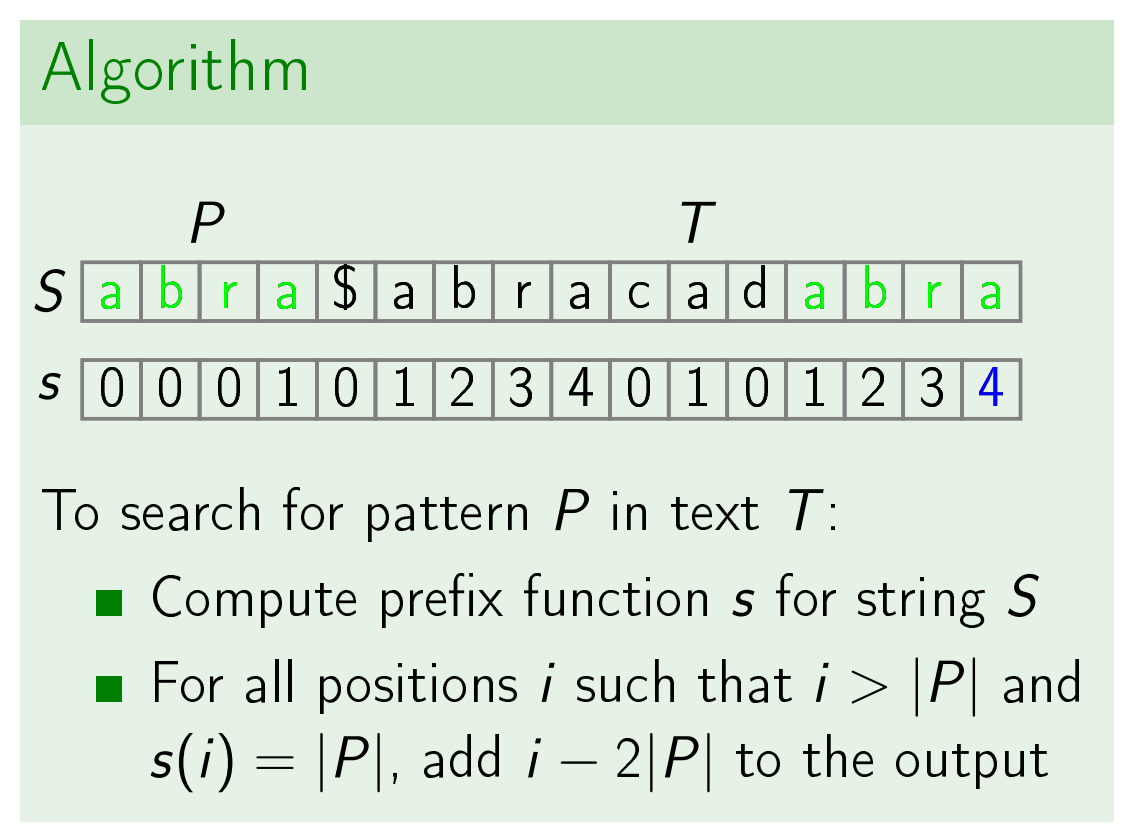 Algorithm
P T
S a b r a $ a b r a c a d a b r a
s 0 0 0 1 0 1 2 3 4 0 1 0 1 2 3 4
To search for pattern P in text T:
Compute prefix function s for string S
For all positions i such that i > |P| and
s(i) = |P|, add i − 2|P| to the output